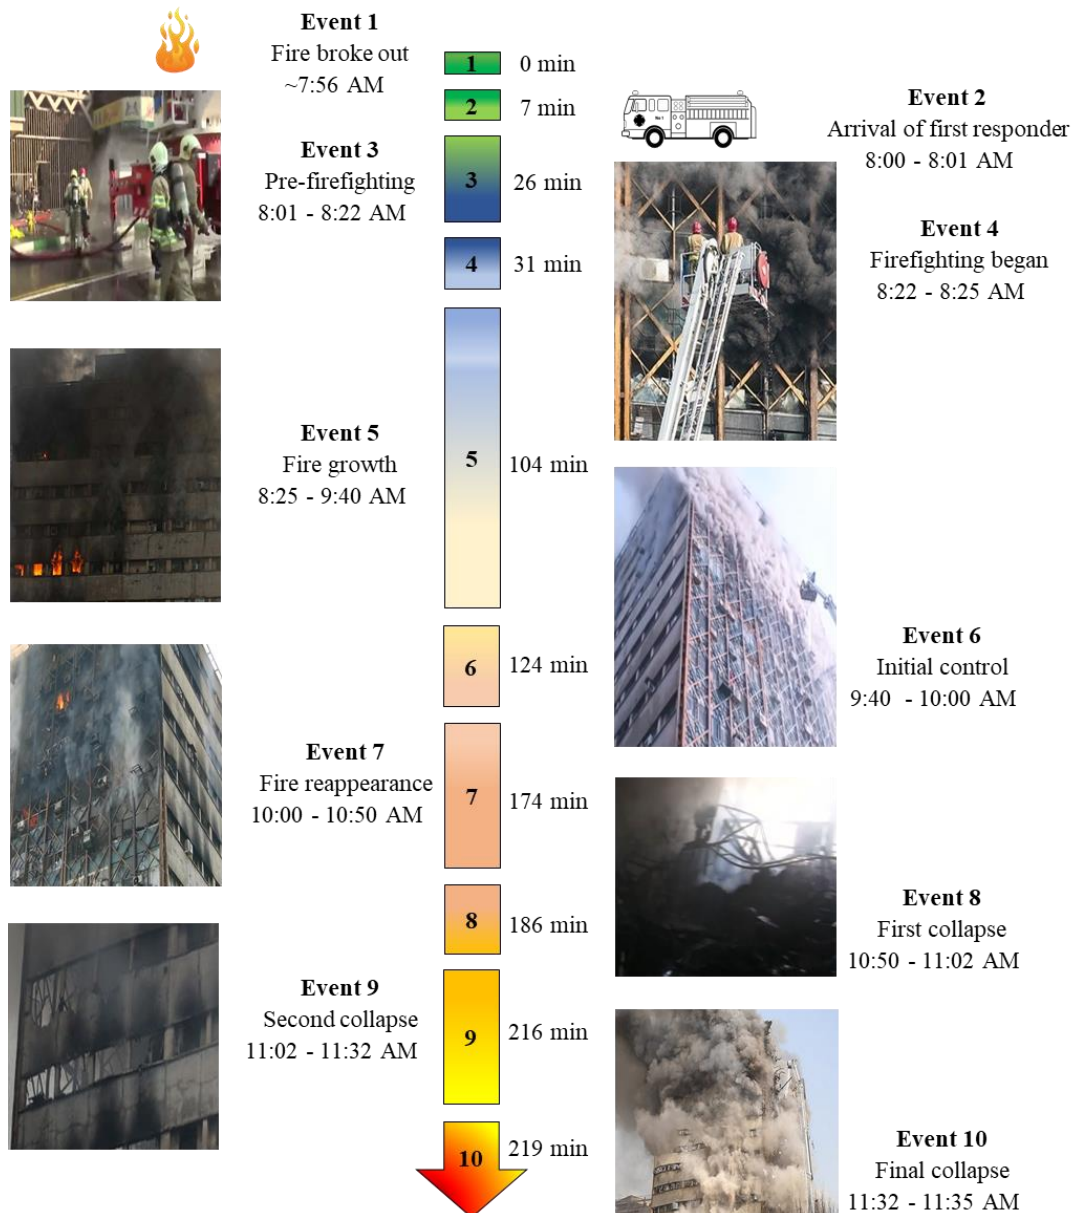 Event 1
Fire broke out
~7:56 AM
1
0 min
2
7 min
Event 2
Arrival of first responder
8:00 - 8:01 AM
Event 3
Pre-firefighting
8:01 - 8:22 AM
3
26 min
Event 4
Firefighting began
8:22 - 8:25 AM
4
31 min
Event 5
Fire growth
8:25 - 9:40 AM
5
104 min
Event 6
Initial control
9:40 - 10:00 AM
6
124 min
Event 7
Fire reappearance
10:00 - 10:50 AM
7
174 min
Event 8
First collapse
10:50 - 11:02 AM
8
186 min
Event 9
Second collapse
11:02 - 11:32 AM
9
216 min
Event 10
Final collapse
11:32 - 11:35 AM
10
219 min